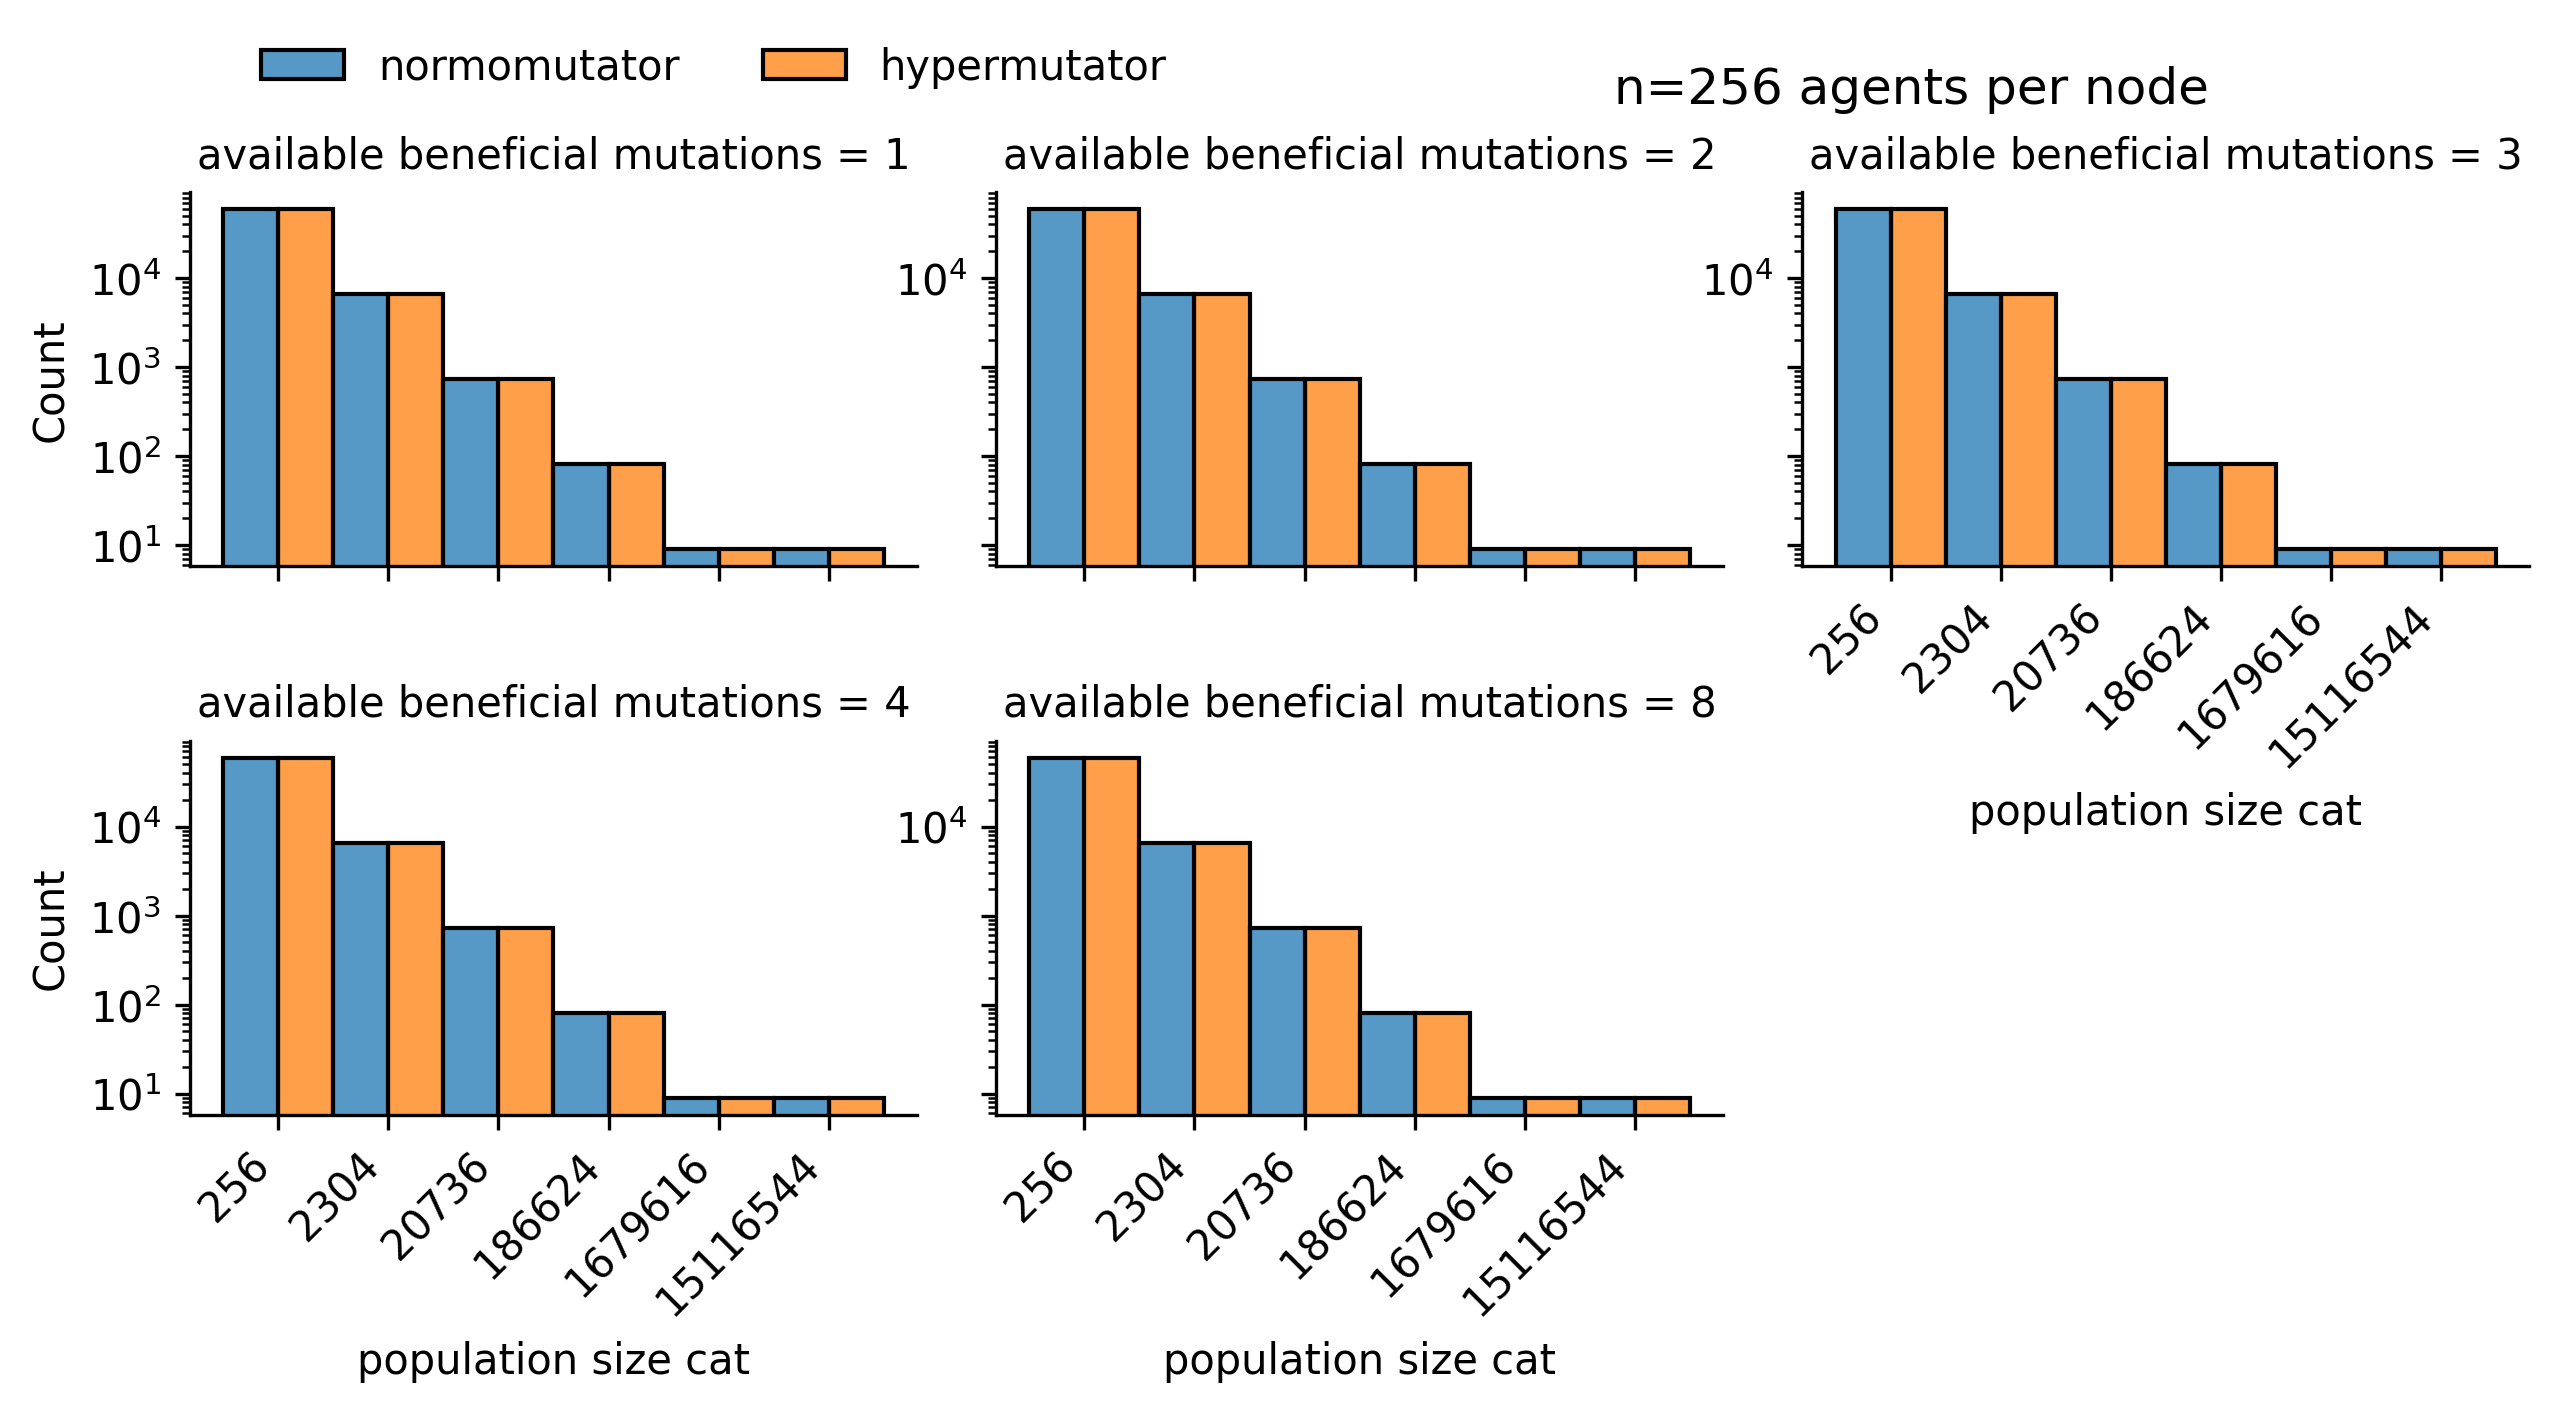 normomutator hypermutator
n=256 agents per node
available beneficial mutations = 1
available beneficial mutations = 2
available beneficial mutations = 3
Count
10⁴
10³
10²
10¹
10⁴
10⁴
256
2304
20736
186624
1679616
15116544
population size cat
available beneficial mutations = 4
available beneficial mutations = 8
Count
10⁴
10³
10²
10¹
10⁴
256
2304
20736
186624
1679616
15116544
population size cat
256
2304
20736
186624
1679616
15116544
population size cat